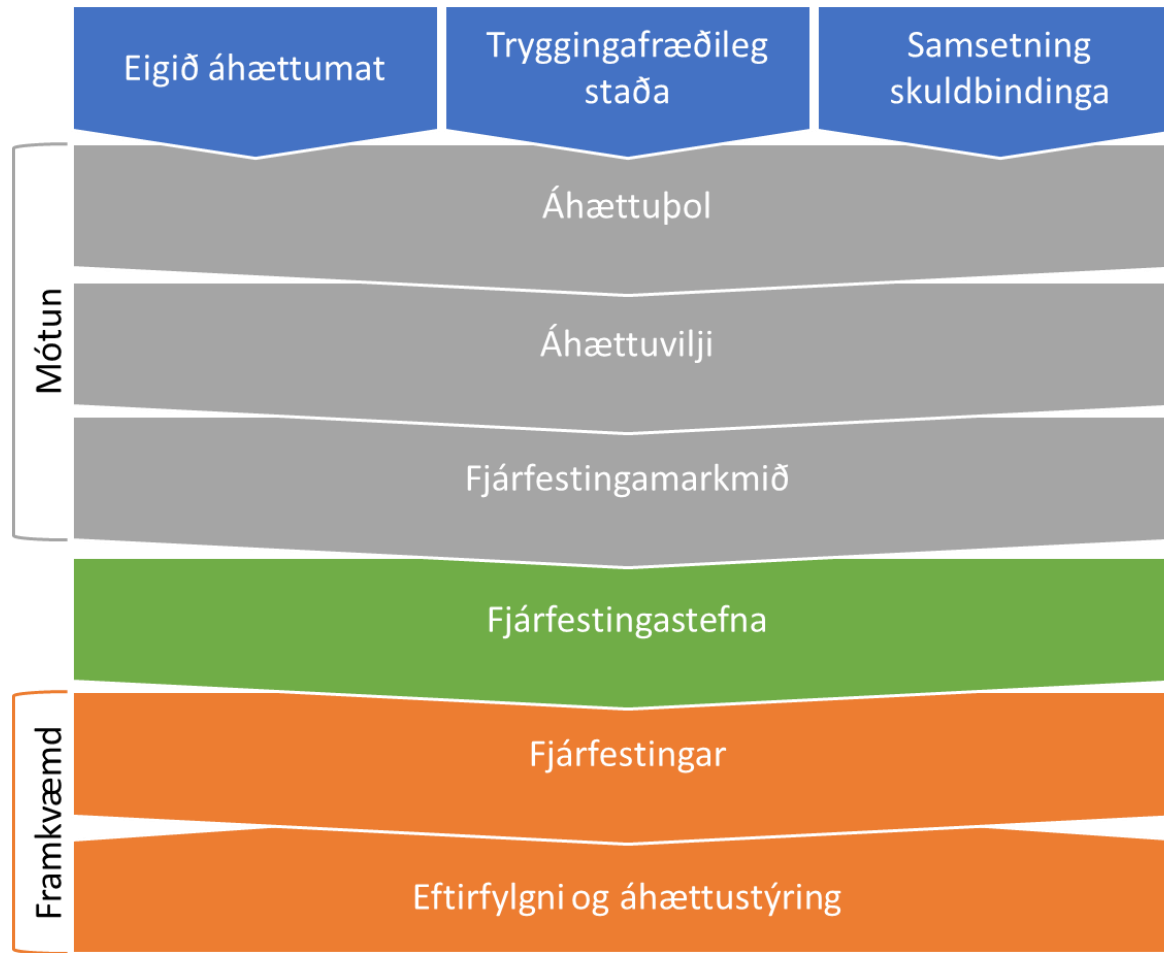 Eigið áhættumat
Tryggingafræðileg
staða
Samsetning
skuldbindinga
Mótun
Áhættuþol
Áhættuvilji
Fjárfestingamarkmið
Fjárfestingastefna
Framkvæmd
Fjárfestingar
Eftirfylgni og áhættustýring